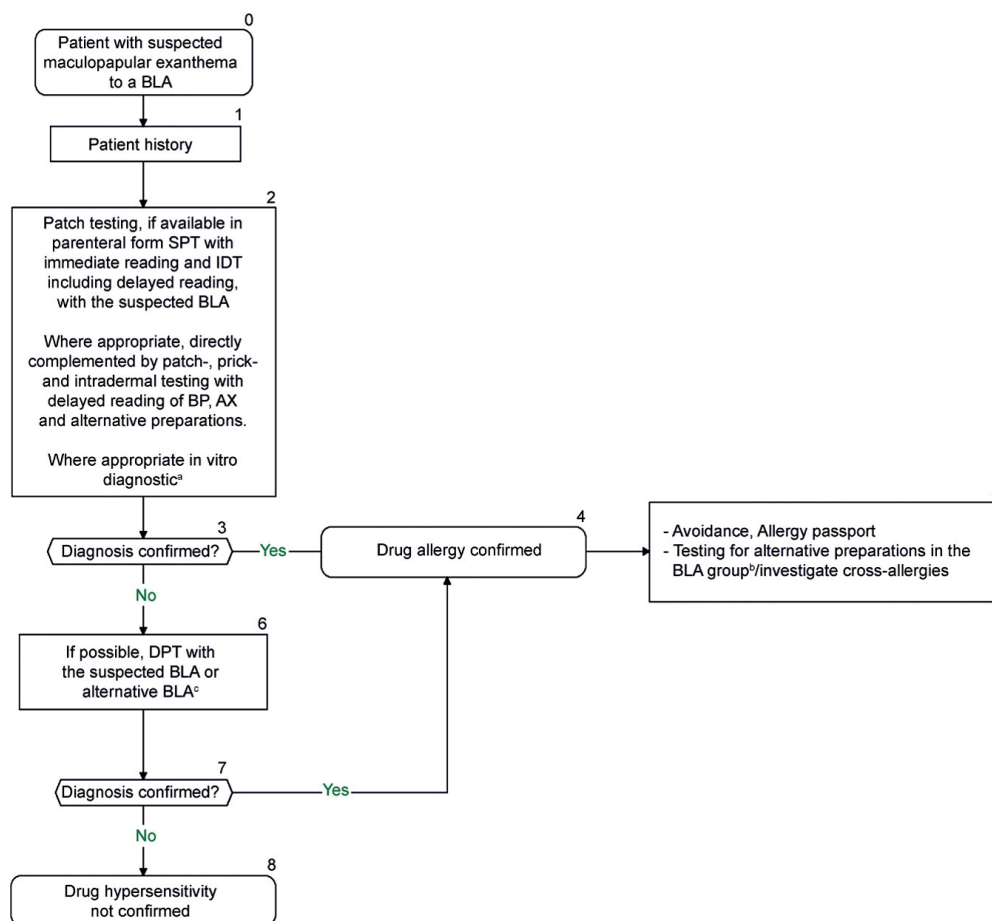 0
Patient with suspected
maculopapular exanthema
to a BLA
1
Patient history
2
Patch testing, if available in
parenteral form SPT with
immediate reading and IDT
including delayed reading,
with the suspected BLA
Where appropriate, directly
complemented by patch-, prick-
and intradermal testing with
delayed reading of BP, AX
and alternative preparations.
Where appropriate in vitro
diagnosticᵃ
3
Diagnosis confirmed?
Yes
4
Drug allergy confirmed
- Avoidance, Allergy passport
- Testing for alternative preparations in the
BLA groupᵇ/investigate cross-allergies
No
6
If possible, DPT with
the suspected BLA or
alternative BLAᶜ
7
Diagnosis confirmed?
Yes
No
8
Drug hypersensitivity
not confirmed